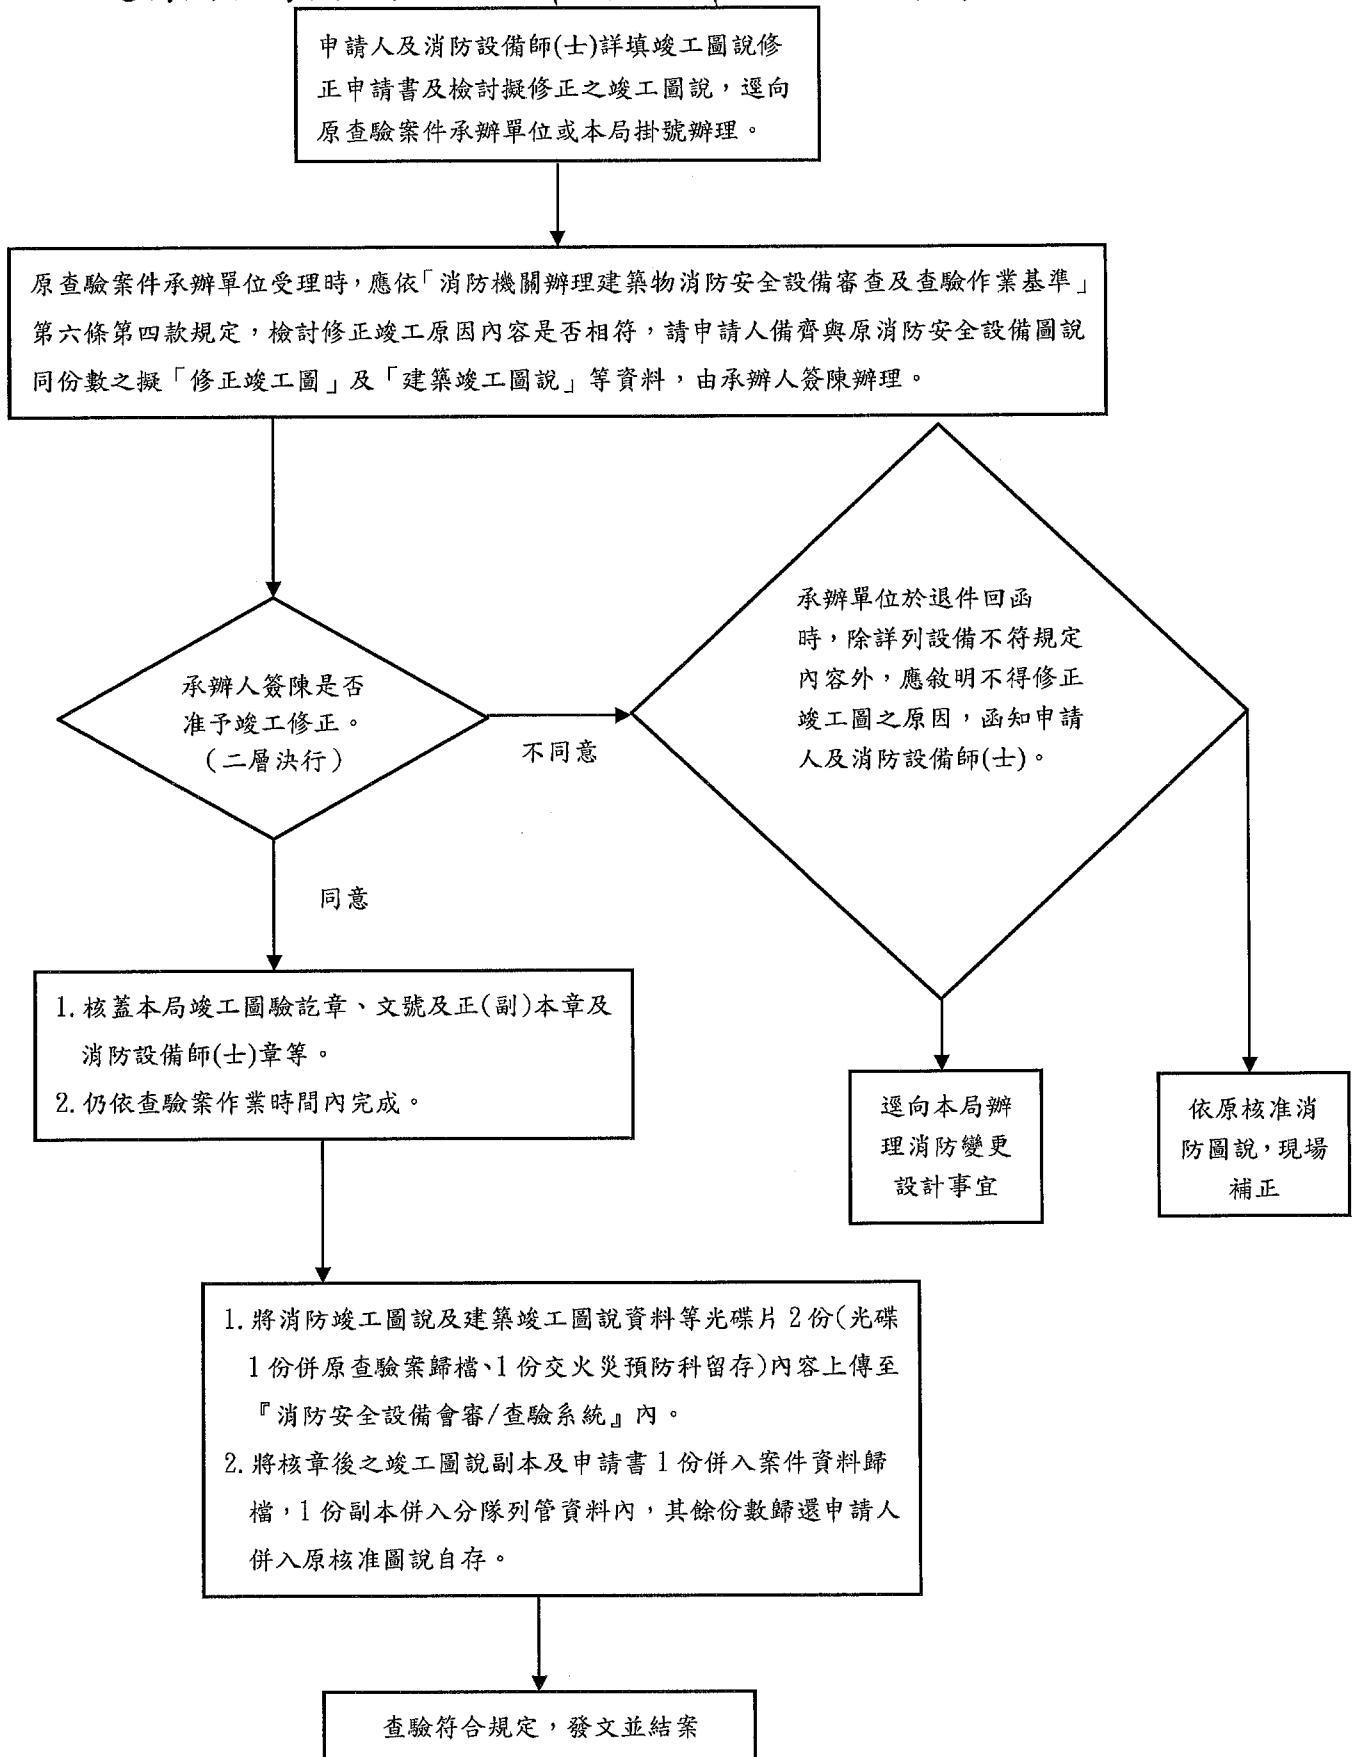 申請人及消防設備師(士)詳填竣工圖說修
正申請書及檢討擬修正之竣工圖說，逕向
原查驗案件承辦單位或本局掛號辦理。
原查驗案件承辦單位受理時，應依「消防機關辦理建築物消防安全設備審查及查驗作業基準」
第六條第四款規定，檢討修正竣工原因內容是否相符，請申請人備齊與原消防安全設備圖說
同份數之擬「修正竣工圖」及「建築竣工圖說」等資料，由承辦人簽陳辦理。
承辦人簽陳是否
准予竣工修正。
(二層決行)
不同意
承辦單位於退件回函
時，除詳列設備不符規定
內容外，應敘明不得修正
竣工圖之原因，函知申請
人及消防設備師(士)。
同意
1. 核蓋本局竣工圖驗訖章、文號及正(副)本章及
消防設備師(士)章等。
2. 仍依查驗案作業時間內完成。
逕向本局辦
理消防變更
設計事宜
依原核准消
防圖說，現場
補正
1. 將消防竣工圖說及建築竣工圖說資料等光碟片 2 份(光碟
1 份併原查驗案歸檔、1 份交火災預防科留存)內容上傳至
『消防安全設備會審/查驗系統』內。
2. 將核章後之竣工圖說副本及申請書 1 份併入案件資料歸
檔，1 份副本併入分隊列管資料內，其餘份數歸還申請人
併入原核准圖說自存。
查驗符合規定，發文並結案